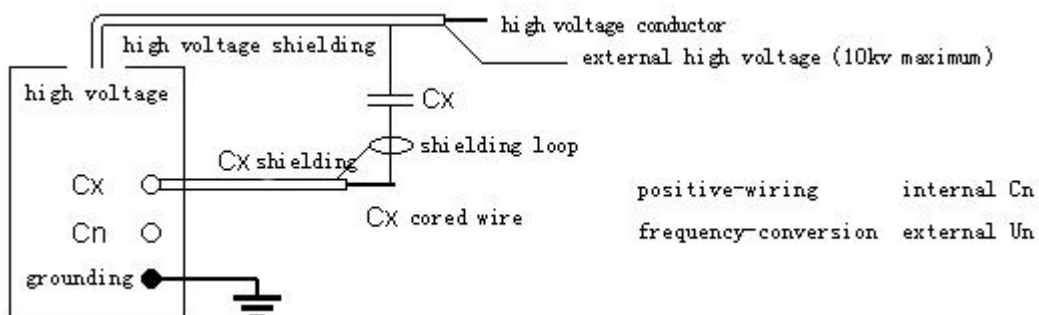 high voltage conductor
high voltage shielding
external high voltage (10kv maximum)
high voltage
Cx
shielding loop
Cx shielding
Cx
Cx cored wire
positive-wiring internal Cn
Cn
frequency-conversion external Un
grounding